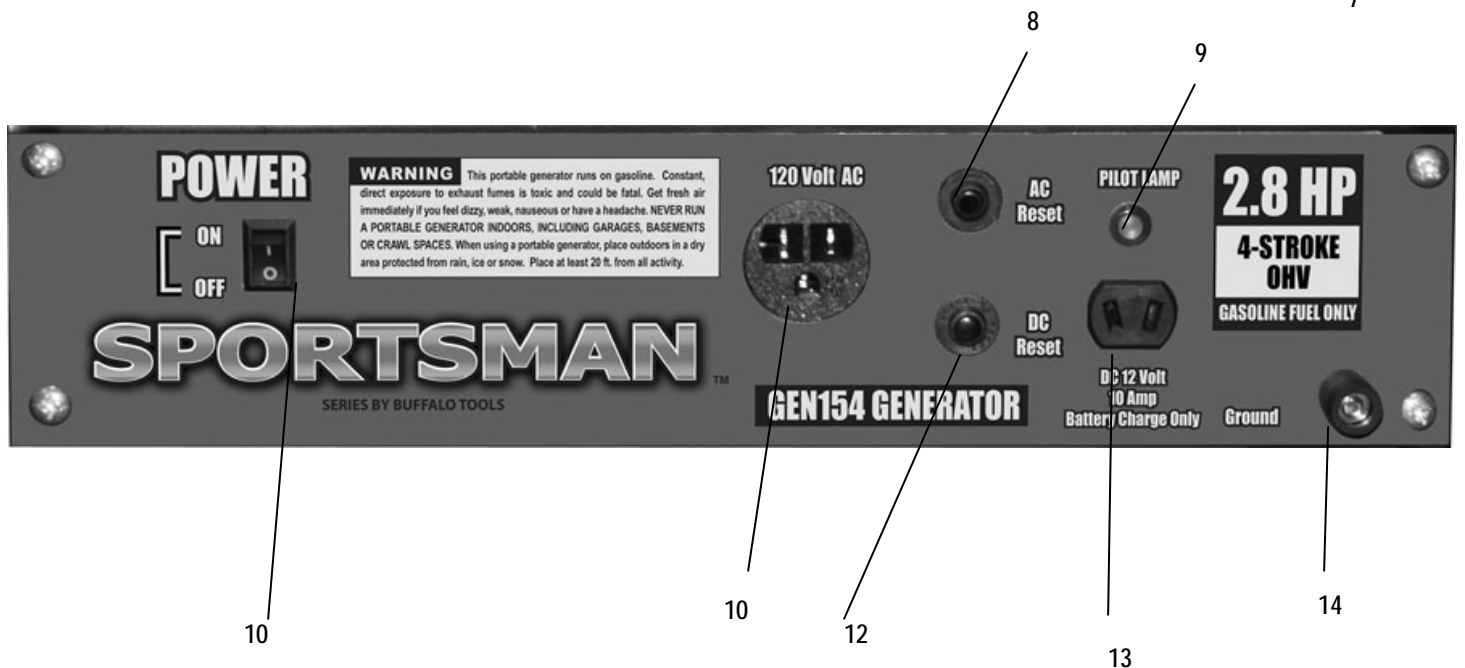 8
9
POWER
ON
OFF
WARNING This portable generator runs on gasoline. Constant,
direct exposure to exhaust fumes is toxic and could be fatal. Get fresh air
immediately if you feel dizzy, weak, nauseous or have a headache. NEVER RUN
A PORTABLE GENERATOR INDOORS, INCLUDING GARAGES, BASEMENTS
OR CRAWL SPACES. When using a portable generator, place outdoors in a dry
area protected from rain, ice or snow. Place at least 20 ft. from all activity.
SPORTSMAN™
SERIES BY BUFFALO TOOLS
120 Volt AC
AC
Reset
DC
Reset
GEN154 GENERATOR
PILOT LAMP
DC 12 Volt
10 Amp
Battery Charge Only
Ground
2.8 HP
4-STROKE
OHV
GASOLINE FUEL ONLY
10
10
12
13
14